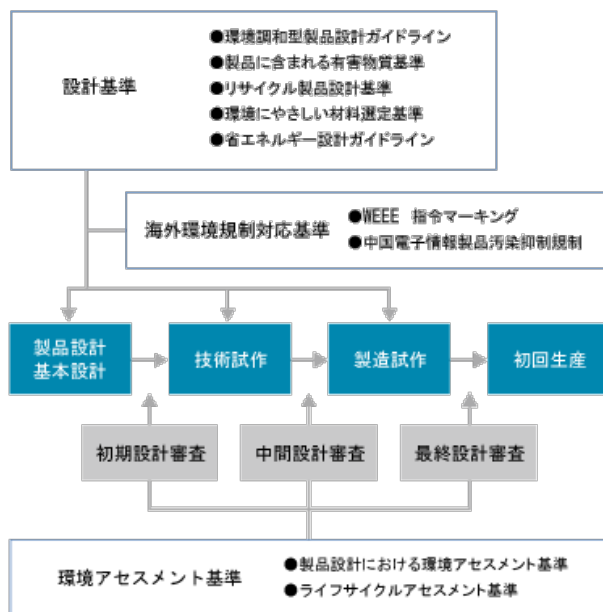 設計基準
●環境調和型製品設計ガイドライン
●製品に含まれる有害物質基準
●リサイクル製品設計基準
●環境にやさしい材料選定基準
●省エネルギー設計ガイドライン
海外環境規制対応基準
●WEEE 指令マーキング
●中国電子情報製品汚染抑制規制
製品設計
基本設計
技術試作
製造試作
初回生産
初期設計審査
中間設計審査
最終設計審査
環境アセスメント基準
●製品設計における環境アセスメント基準
●ライフサイクルアセスメント基準